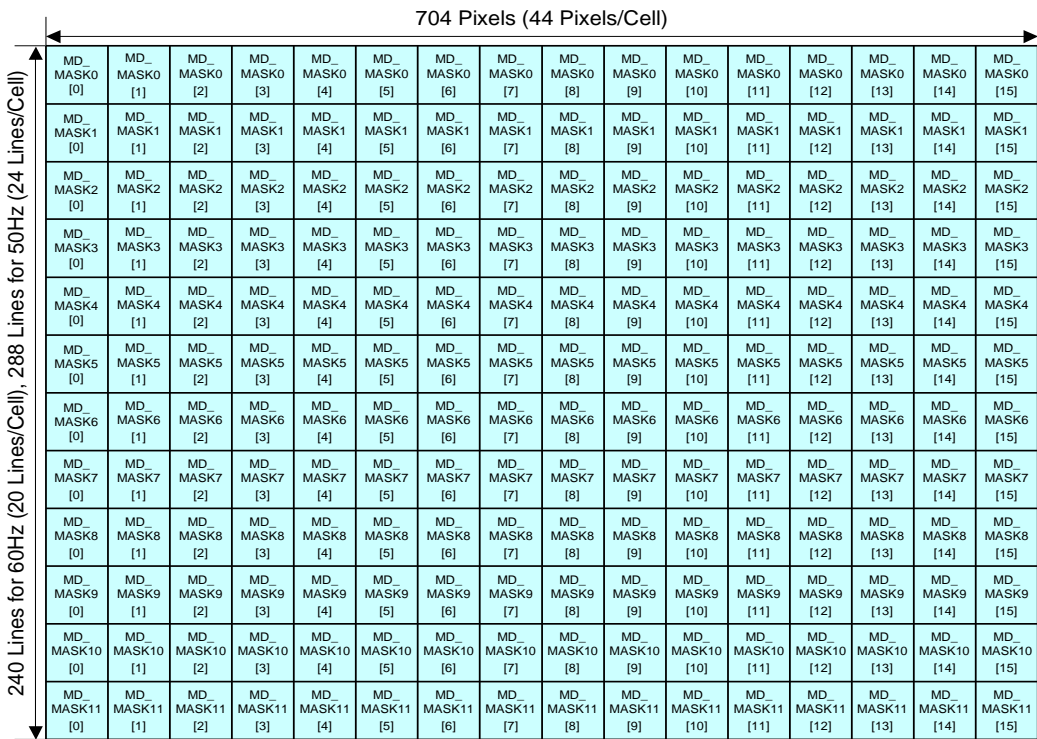 704 Pixels (44 Pixels/Cell)
240 Lines for 60Hz (20 Lines/Cell), 288 Lines for 50Hz (24 Lines/Cell)
MD_ MD_ MD_ MD_ MD_ MD_ MD_ MD_ MD_ MD_ MD_ MD_ MD_ MD_ MD_ MD_
MASK0 MASK0 MASK0 MASK0 MASK0 MASK0 MASK0 MASK0 MASK0 MASK0 MASK0 MASK0 MASK0 MASK0 MASK0 MASK0
[0] [1] [2] [3] [4] [5] [6] [7] [8] [9] [10] [11] [12] [13] [14] [15]
MD_ MD_ MD_ MD_ MD_ MD_ MD_ MD_ MD_ MD_ MD_ MD_ MD_ MD_ MD_ MD_
MASK1 MASK1 MASK1 MASK1 MASK1 MASK1 MASK1 MASK1 MASK1 MASK1 MASK1 MASK1 MASK1 MASK1 MASK1 MASK1
[0] [1] [2] [3] [4] [5] [6] [7] [8] [9] [10] [11] [12] [13] [14] [15]
MD_ MD_ MD_ MD_ MD_ MD_ MD_ MD_ MD_ MD_ MD_ MD_ MD_ MD_ MD_ MD_
MASK2 MASK2 MASK2 MASK2 MASK2 MASK2 MASK2 MASK2 MASK2 MASK2 MASK2 MASK2 MASK2 MASK2 MASK2 MASK2
[0] [1] [2] [3] [4] [5] [6] [7] [8] [9] [10] [11] [12] [13] [14] [15]
MD_ MD_ MD_ MD_ MD_ MD_ MD_ MD_ MD_ MD_ MD_ MD_ MD_ MD_ MD_ MD_
MASK3 MASK3 MASK3 MASK3 MASK3 MASK3 MASK3 MASK3 MASK3 MASK3 MASK3 MASK3 MASK3 MASK3 MASK3 MASK3
[0] [1] [2] [3] [4] [5] [6] [7] [8] [9] [10] [11] [12] [13] [14] [15]
MD_ MD_ MD_ MD_ MD_ MD_ MD_ MD_ MD_ MD_ MD_ MD_ MD_ MD_ MD_ MD_
MASK4 MASK4 MASK4 MASK4 MASK4 MASK4 MASK4 MASK4 MASK4 MASK4 MASK4 MASK4 MASK4 MASK4 MASK4 MASK4
[0] [1] [2] [3] [4] [5] [6] [7] [8] [9] [10] [11] [12] [13] [14] [15]
MD_ MD_ MD_ MD_ MD_ MD_ MD_ MD_ MD_ MD_ MD_ MD_ MD_ MD_ MD_ MD_
MASK5 MASK5 MASK5 MASK5 MASK5 MASK5 MASK5 MASK5 MASK5 MASK5 MASK5 MASK5 MASK5 MASK5 MASK5 MASK5
[0] [1] [2] [3] [4] [5] [6] [7] [8] [9] [10] [11] [12] [13] [14] [15]
MD_ MD_ MD_ MD_ MD_ MD_ MD_ MD_ MD_ MD_ MD_ MD_ MD_ MD_ MD_ MD_
MASK6 MASK6 MASK6 MASK6 MASK6 MASK6 MASK6 MASK6 MASK6 MASK6 MASK6 MASK6 MASK6 MASK6 MASK6 MASK6
[0] [1] [2] [3] [4] [5] [6] [7] [8] [9] [10] [11] [12] [13] [14] [15]
MD_ MD_ MD_ MD_ MD_ MD_ MD_ MD_ MD_ MD_ MD_ MD_ MD_ MD_ MD_ MD_
MASK7 MASK7 MASK7 MASK7 MASK7 MASK7 MASK7 MASK7 MASK7 MASK7 MASK7 MASK7 MASK7 MASK7 MASK7 MASK7
[0] [1] [2] [3] [4] [5] [6] [7] [8] [9] [10] [11] [12] [13] [14] [15]
MD_ MD_ MD_ MD_ MD_ MD_ MD_ MD_ MD_ MD_ MD_ MD_ MD_ MD_ MD_ MD_
MASK8 MASK8 MASK8 MASK8 MASK8 MASK8 MASK8 MASK8 MASK8 MASK8 MASK8 MASK8 MASK8 MASK8 MASK8 MASK8
[0] [1] [2] [3] [4] [5] [6] [7] [8] [9] [10] [11] [12] [13] [14] [15]
MD_ MD_ MD_ MD_ MD_ MD_ MD_ MD_ MD_ MD_ MD_ MD_ MD_ MD_ MD_ MD_
MASK9 MASK9 MASK9 MASK9 MASK9 MASK9 MASK9 MASK9 MASK9 MASK9 MASK9 MASK9 MASK9 MASK9 MASK9 MASK9
[0] [1] [2] [3] [4] [5] [6] [7] [8] [9] [10] [11] [12] [13] [14] [15]
MD_ MD_ MD_ MD_ MD_ MD_ MD_ MD_ MD_ MD_ MD_ MD_ MD_ MD_ MD_ MD_
MASK10 MASK10 MASK10 MASK10 MASK10 MASK10 MASK10 MASK10 MASK10 MASK10 MASK10 MASK10 MASK10 MASK10 MASK10 MASK10
[0] [1] [2] [3] [4] [5] [6] [7] [8] [9] [10] [11] [12] [13] [14] [15]
MD_ MD_ MD_ MD_ MD_ MD_ MD_ MD_ MD_ MD_ MD_ MD_ MD_ MD_ MD_ MD_
MASK11 MASK11 MASK11 MASK11 MASK11 MASK11 MASK11 MASK11 MASK11 MASK11 MASK11 MASK11 MASK11 MASK11 MASK11 MASK11
[0] [1] [2] [3] [4] [5] [6] [7] [8] [9] [10] [11] [12] [13] [14] [15]